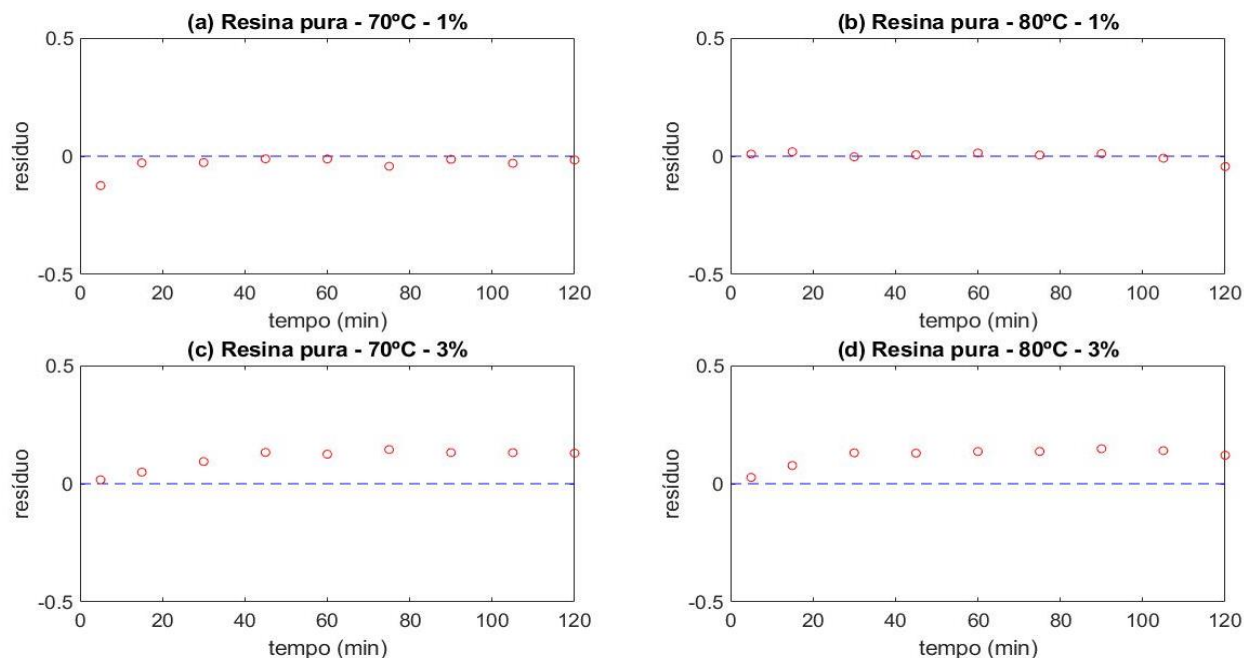 (a) Resina pura - 70ºC - 1%
0.5
0
-0.5
resíduo
0 20 40 60 80 100 120
tempo (min)
(b) Resina pura - 80ºC - 1%
0.5
0
-0.5
resíduo
0 20 40 60 80 100 120
tempo (min)
(c) Resina pura - 70ºC - 3%
0.5
0
-0.5
resíduo
0 20 40 60 80 100 120
tempo (min)
(d) Resina pura - 80ºC - 3%
0.5
0
-0.5
resíduo
0 20 40 60 80 100 120
tempo (min)